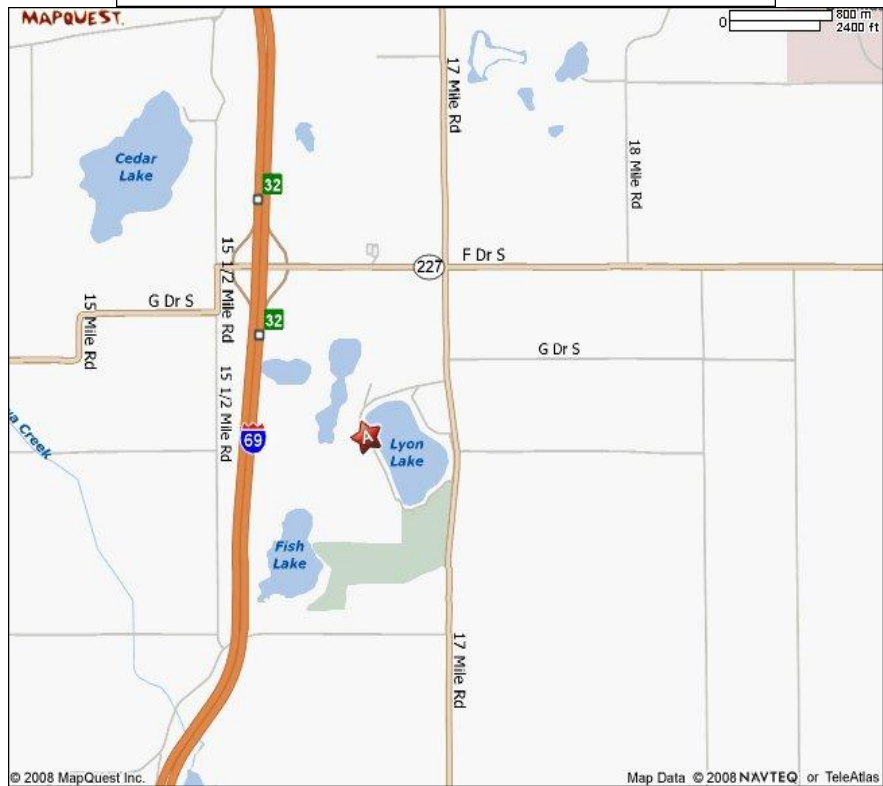 MAPQUEST.
0
800 m
2400 ft
17 Mile Rd
Cedar
Lake
32
18 Mile Rd
15 1/2 Mile Rd
F Dr S
227
15 Mile Rd
G Dr S
32
G Dr S
15 1/2 Mile Rd
Creek
69
A
Lyon
Lake
Fish
Lake
17 Mile Rd
© 2008 MapQuest Inc.
Map Data © 2008 NAVTEQ or TeleAtlas